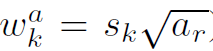 $w_k^a = s_k\sqrt{a_r}$